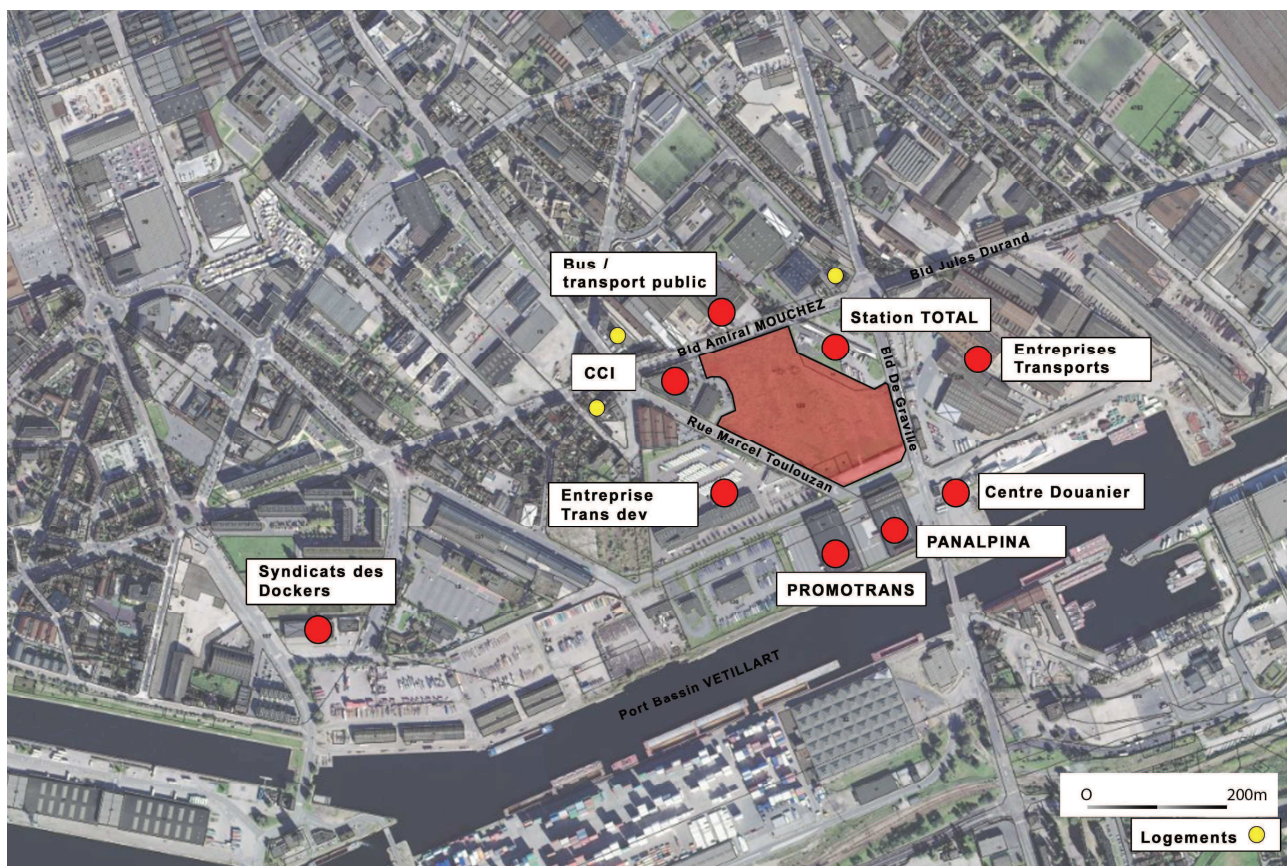 Bld Jules Durand
Bus /
transport public
Station TOTAL
Bld Amiral MOUCHEZ
Entreprises
Transports
CCI
Bld De Graville
Rue Marcel Toulouzan
Entreprise
Trans dev
Centre Douanier
PANALPINA
Syndicats des
Dockers
PROMOTRANS
Port Bassin VETILLART
O 200m
Logements